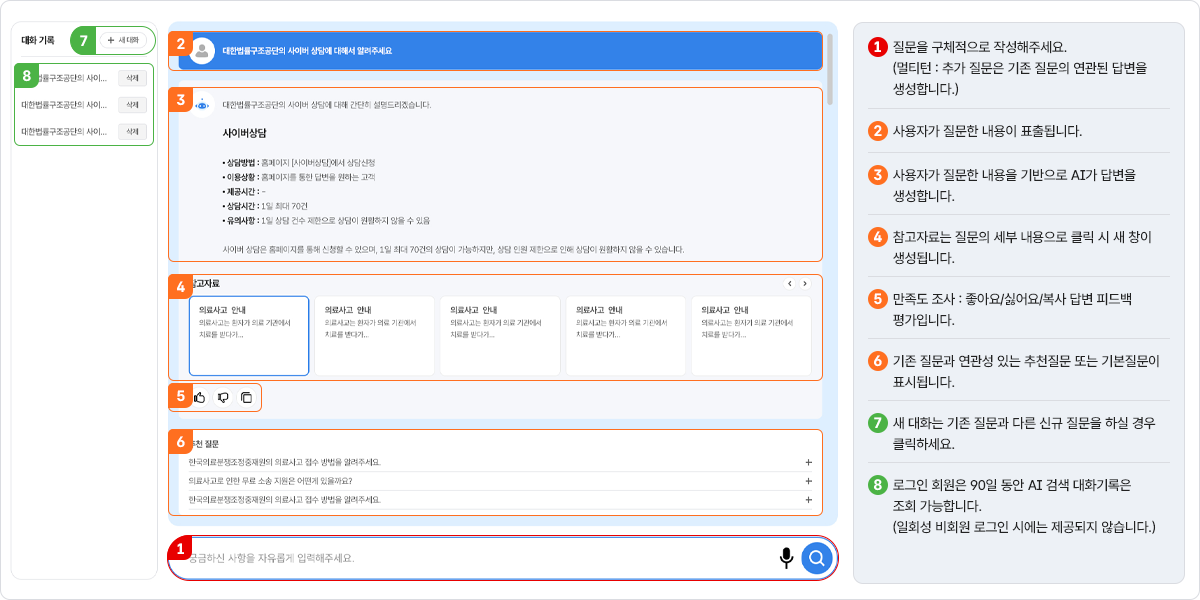 대화 기록
7
+ 새 대화
8
법률구조공단의 사이...
삭제
대한법률구조공단의 사이...
삭제
대한법률구조공단의 사이...
삭제
2
대한법률구조공단의 사이버 상담에 대해서 알려주세요
3
대한법률구조공단의 사이버 상담에 대해 간단히 설명드리겠습니다.
사이버상담
• 상담방법 : 홈페이지 [사이버상담]에서 상담신청
• 이용상황 : 홈페이지를 통한 답변을 원하는 고객
• 제공시간 : –
• 상담시간 : 1일 최대 70건
• 유의사항 : 1일 상담 건수 제한으로 상담이 원활하지 않을 수 있음
사이버 상담은 홈페이지를 통해 신청할 수 있으며, 1일 최대 70건의 상담이 가능하지만, 상담 인원 제한으로 인해 상담이 원활하지 않을 수 있습니다.
4
참고자료
의료사고 안내
의료사고는 환자가 의료 기관에서
치료를 받다가...
의료사고 안내
의료사고는 환자가 의료 기관에서
치료를 받다가...
의료사고 안내
의료사고는 환자가 의료 기관에서
치료를 받다가...
의료사고 안내
의료사고는 환자가 의료 기관에서
치료를 받다가...
의료사고 안내
의료사고는 환자가 의료 기관에서
치료를 받다가...
5
6
추천 질문
한국의료분쟁조정중재원의 의료사고 접수 방법을 알려주세요.
+
의료사고로 인한 무료 소송 지원은 어떤게 있을까요?
+
한국의료분쟁조정중재원의 의료사고 접수 방법을 알려주세요.
+
1
궁금하신 사항을 자유롭게 입력해주세요.
1 질문을 구체적으로 작성해주세요.
(멀티턴 : 추가 질문은 기존 질문의 연관된 답변을
생성합니다.)
2 사용자가 질문한 내용이 표출됩니다.
3 사용자가 질문한 내용을 기반으로 AI가 답변을
생성합니다.
4 참고자료는 질문의 세부 내용으로 클릭 시 새 창이
생성됩니다.
5 만족도 조사 : 좋아요/싫어요/복사 답변 피드백
평가입니다.
6 기존 질문과 연관성 있는 추천질문 또는 기본질문이
표시됩니다.
7 새 대화는 기존 질문과 다른 신규 질문을 하실 경우
클릭하세요.
8 로그인 회원은 90일 동안 AI 검색 대화기록은
조회 가능합니다.
(일회성 비회원 로그인 시에는 제공되지 않습니다.)